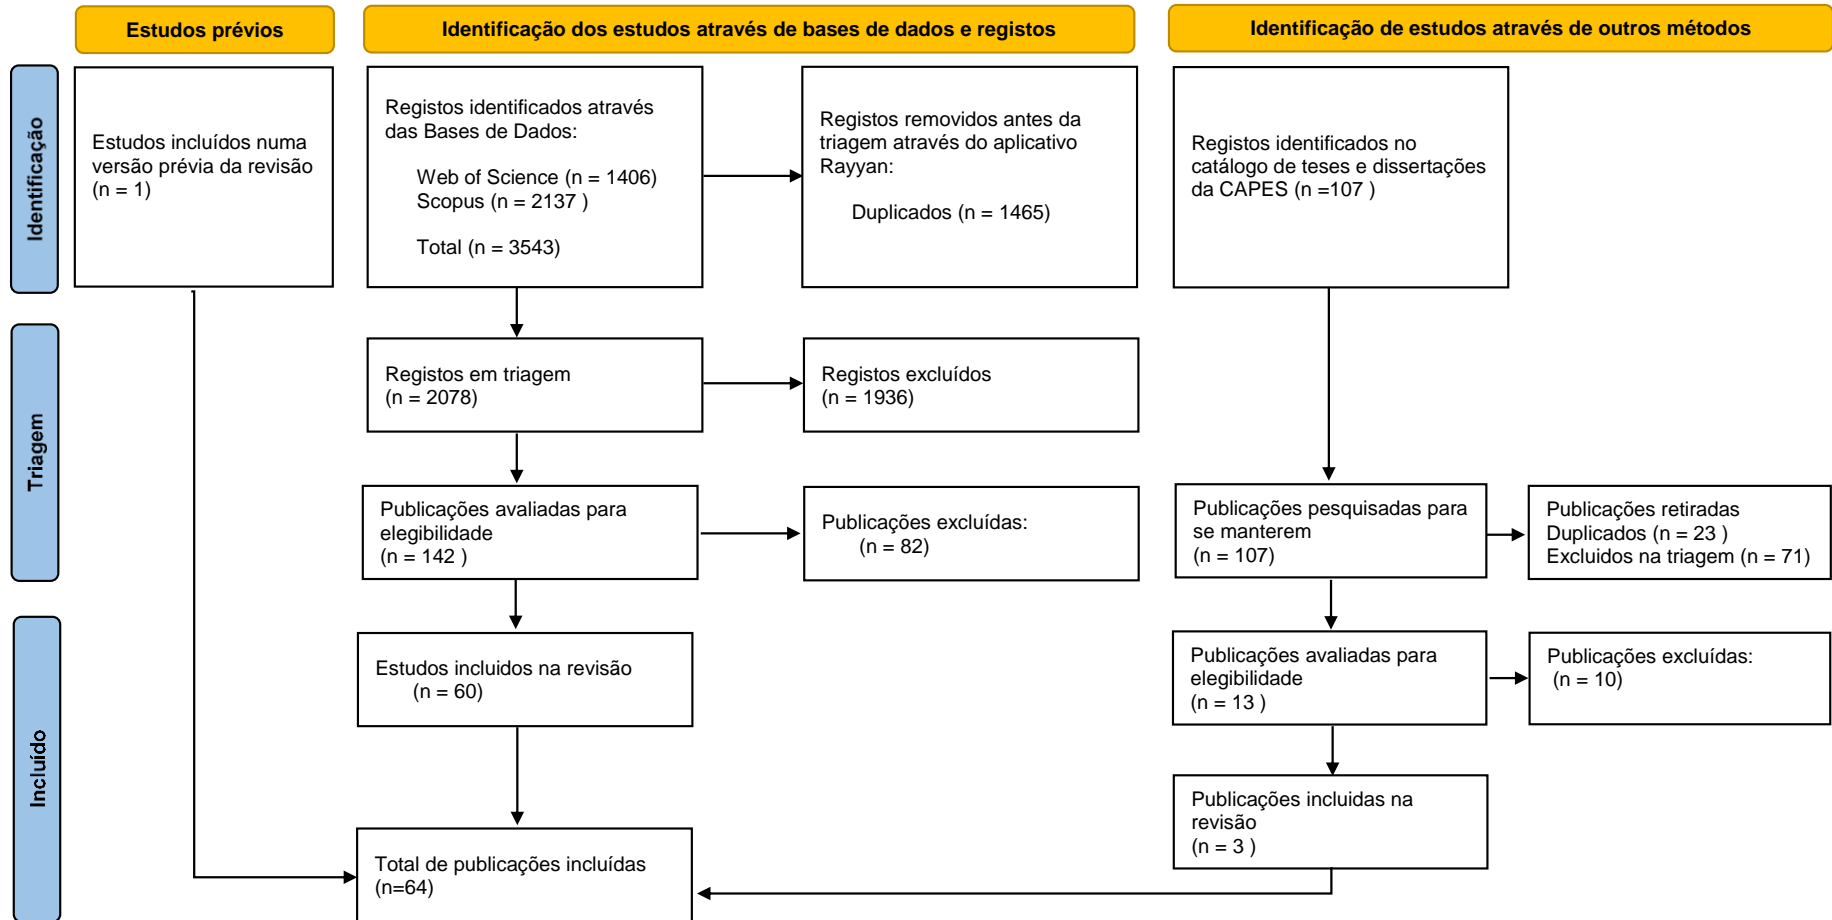 Estudos prévios
Identificação dos estudos através de bases de dados e registos
Identificação de estudos através de outros métodos
Identificação
Estudos incluídos numa
versão prévia da revisão
(n = 1)
Registos identificados através
das Bases de Dados:
Web of Science (n = 1406)
Scopus (n = 2137 )
Total (n = 3543)
Registos removidos antes da
triagem através do aplicativo
Rayyan:
Duplicados (n = 1465)
Registos identificados no
catálogo de teses e dissertações
da CAPES (n =107 )
Triagem
Registos em triagem
(n = 2078)
Registos excluídos
(n = 1936)
Publicações avaliadas para
elegibilidade
(n = 142 )
Publicações excluídas:
(n = 82)
Publicações pesquisadas para
se manterem
(n = 107)
Publicações retiradas
Duplicados (n = 23 )
Excluidos na triagem (n = 71)
Incluído
Estudos incluidos na revisão
(n = 60)
Publicações avaliadas para
elegibilidade
(n = 13 )
Publicações excluídas:
(n = 10)
Publicações incluidas na
revisão
(n = 3 )
Total de publicações incluídas
(n=64)